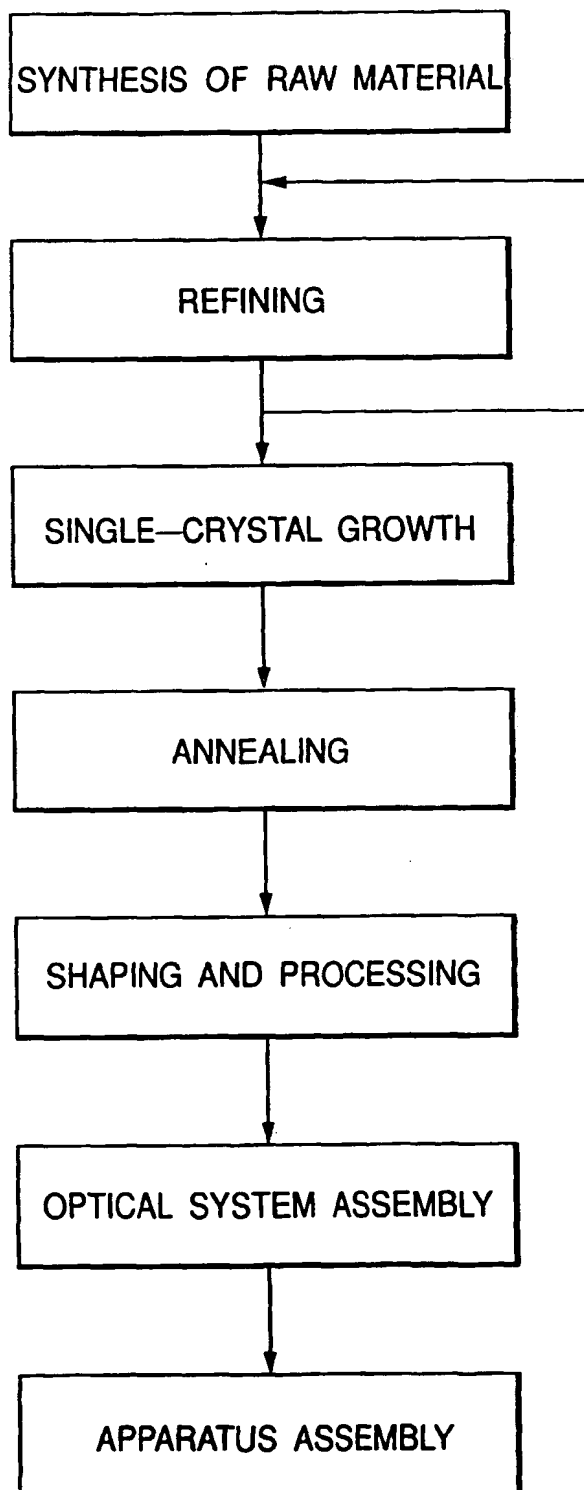 SYNTHESIS OF RAW MATERIAL
REFINING
SINGLE—CRYSTAL GROWTH
ANNEALING
SHAPING AND PROCESSING
OPTICAL SYSTEM ASSEMBLY
APPARATUS ASSEMBLY